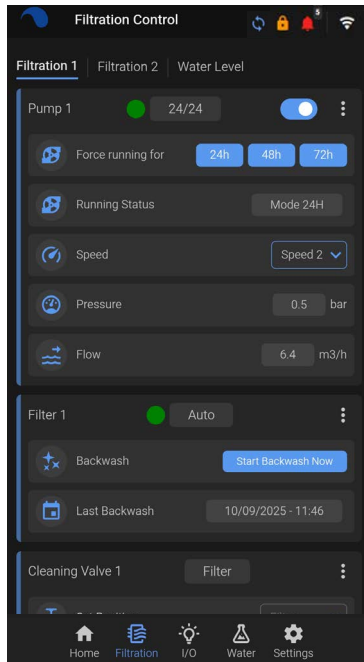 Filtration Control
5
Filtration 1
Filtration 2
Water Level
Pump 1
24/24
Force running for
24h
48h
72h
Running Status
Mode 24H
Speed
Speed 2
Pressure
0.5
bar
Flow
6.4
m3/h
Filter 1
Auto
Backwash
Start Backwash Now
Last Backwash
10/09/2025 - 11:46
Cleaning Valve 1
Filter
Home
Filtration
I/O
Water
Settings